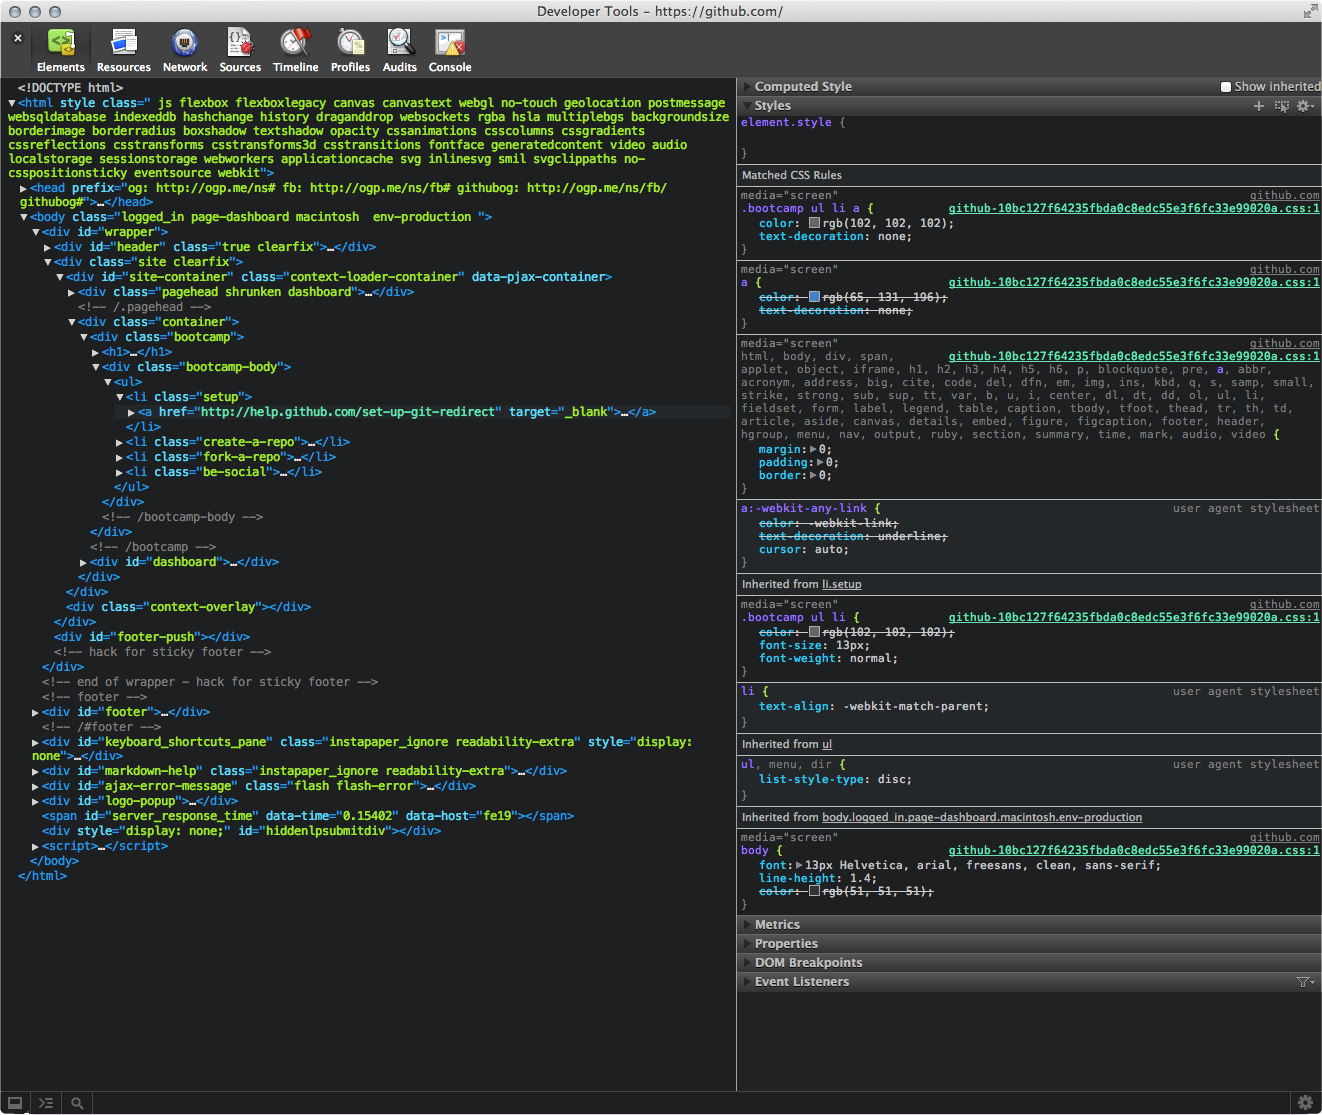 Developer Tools - https://github.com/
Elements Resources Network Sources Timeline Profiles Audits Console
<!DOCTYPE html>
▼<html style class=" js flexbox flexboxlegacy canvas canvastext webgl no-touch geolocation postmessage
websqldatabase indexeddb hashchange history draganddrop websockets rgba hsla multiplebgs backgroundsize
borderimage borderradius boxshadow textshadow opacity cssanimations csscolumns cssgradients
cssreflections csstransforms csstransforms3d csstransitions fontface generatedcontent video audio
localstorage sessionstorage webworkers applicationcache svg inlinesvg smil svgclippaths no-
csspositionsticky eventsource webkit">
▶<head prefix="og: http://ogp.me/ns# fb: http://ogp.me/ns/fb# githubog: http://ogp.me/ns/fb/
githubog#">…</head>
▼<body class="logged_in page-dashboard macintosh  env-production ">
▼<div id="wrapper">
▶<div id="header" class="true clearfix">…</div>
▼<div class="site clearfix">
▼<div id="site-container" class="context-loader-container" data-pjax-container>
▶<div class="pagehead shrunken dashboard">…</div>
<!-- /.pagehead -->
▼<div class="container">
▼<div class="bootcamp">
▶<h1>…</h1>
▼<div class="bootcamp-body">
▼<ul>
▼<li class="setup">
▶<a href="http://help.github.com/set-up-git-redirect" target="_blank">…</a>
</li>
▶<li class="create-a-repo">…</li>
▶<li class="fork-a-repo">…</li>
▶<li class="be-social">…</li>
</ul>
</div>
<!-- /bootcamp-body -->
</div>
<!-- /bootcamp -->
▶<div id="dashboard">…</div>
</div>
</div>
<div class="context-overlay"></div>
</div>
<div id="footer-push"></div>
<!-- hack for sticky footer -->
</div>
<!-- end of wrapper - hack for sticky footer -->
<!-- footer -->
▶<div id="footer">…</div>
<!-- /#footer -->
▶<div id="keyboard_shortcuts_pane" class="instapaper_ignore readability-extra" style="display:
none">…</div>
▶<div id="markdown-help" class="instapaper_ignore readability-extra">…</div>
▶<div id="ajax-error-message" class="flash flash-error">…</div>
▶<div id="logo-popup">…</div>
<span id="server_response_time" data-time="0.15402" data-host="fe19"></span>
<div style="display: none;" id="hiddenlpsubmitdiv"></div>
▶<script>…</script>
</body>
</html>
▶ Computed Style Show inherited
▼ Styles
element.style {
}
Matched CSS Rules
media="screen" github.com
.bootcamp ul li a { github-10bc127f64235fbda0c8edc55e3f6fc33e99020a.css:1
color: rgb(102, 102, 102);
text-decoration: none;
}
media="screen" github.com
a { github-10bc127f64235fbda0c8edc55e3f6fc33e99020a.css:1
color: rgb(65, 131, 196);
text-decoration: none;
}
media="screen" github.com
html, body, div, span, github-10bc127f64235fbda0c8edc55e3f6fc33e99020a.css:1
applet, object, iframe, h1, h2, h3, h4, h5, h6, p, blockquote, pre, a, abbr,
acronym, address, big, cite, code, del, dfn, em, img, ins, kbd, q, s, samp, small,
strike, strong, sub, sup, tt, var, b, u, i, center, dl, dt, dd, ol, ul, li,
fieldset, form, label, legend, table, caption, tbody, tfoot, thead, tr, th, td,
article, aside, canvas, details, embed, figure, figcaption, footer, header,
hgroup, menu, nav, output, ruby, section, summary, time, mark, audio, video {
margin:▶0;
padding:▶0;
border:▶0;
}
a:-webkit-any-link { user agent stylesheet
color: -webkit-link;
text-decoration: underline;
cursor: auto;
}
Inherited from li.setup
media="screen" github.com
.bootcamp ul li { github-10bc127f64235fbda0c8edc55e3f6fc33e99020a.css:1
color: rgb(102, 102, 102);
font-size: 13px;
font-weight: normal;
}
li { user agent stylesheet
text-align: -webkit-match-parent;
}
Inherited from ul
ul, menu, dir { user agent stylesheet
list-style-type: disc;
}
Inherited from body.logged_in.page-dashboard.macintosh.env-production
media="screen" github.com
body { github-10bc127f64235fbda0c8edc55e3f6fc33e99020a.css:1
font:▶13px Helvetica, arial, freesans, clean, sans-serif;
line-height: 1.4;
color: rgb(51, 51, 51);
}
▶ Metrics
▶ Properties
▶ DOM Breakpoints
▶ Event Listeners